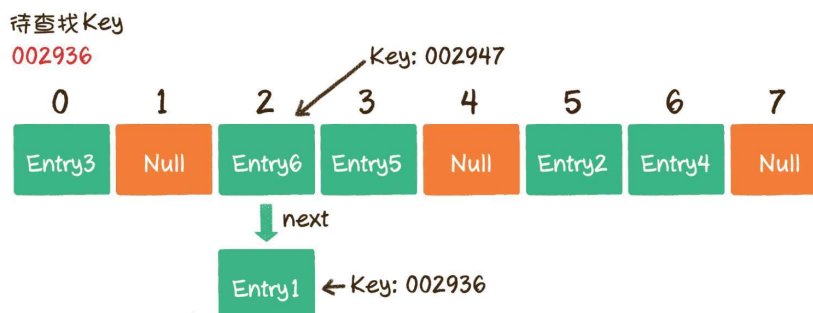 待查找Key
002936
Key: 002947
0 1 2 3 4 5 6 7
Entry3 Null Entry6 Entry5 Null Entry2 Entry4 Null
next
Entry1
Key: 002936